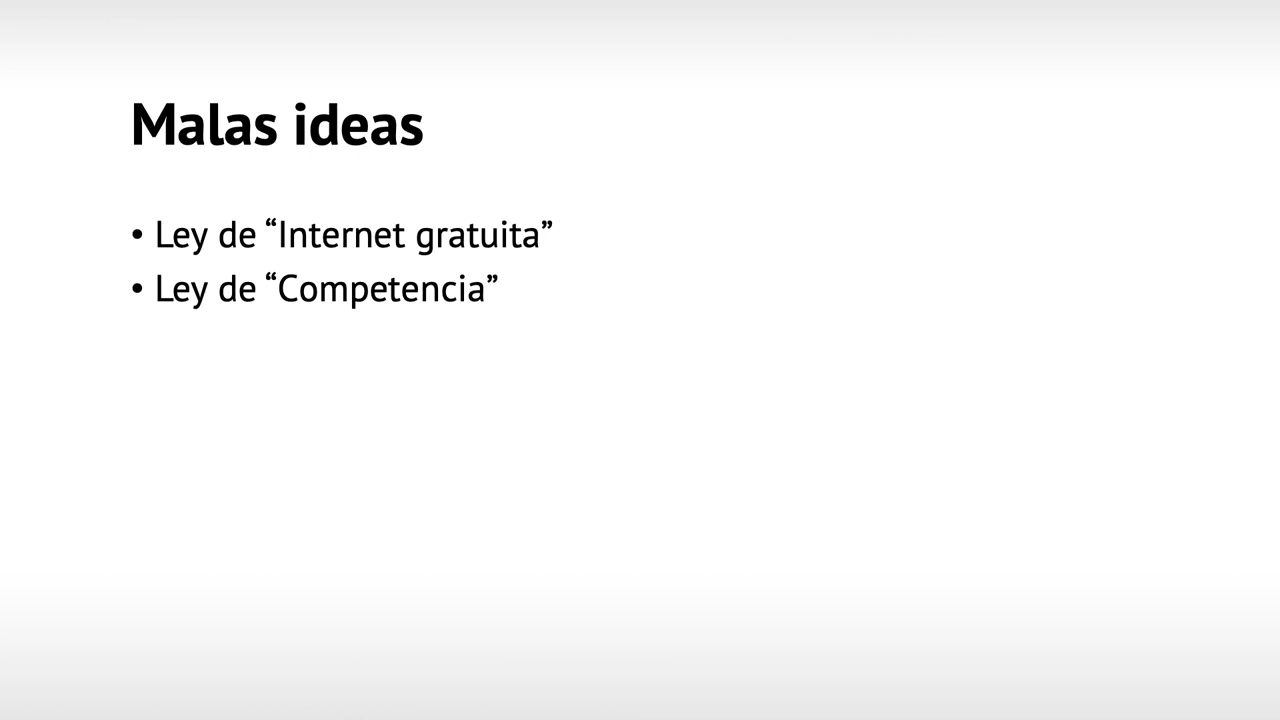 Malas ideas
• Ley de “Internet gratuita”
• Ley de “Competencia”